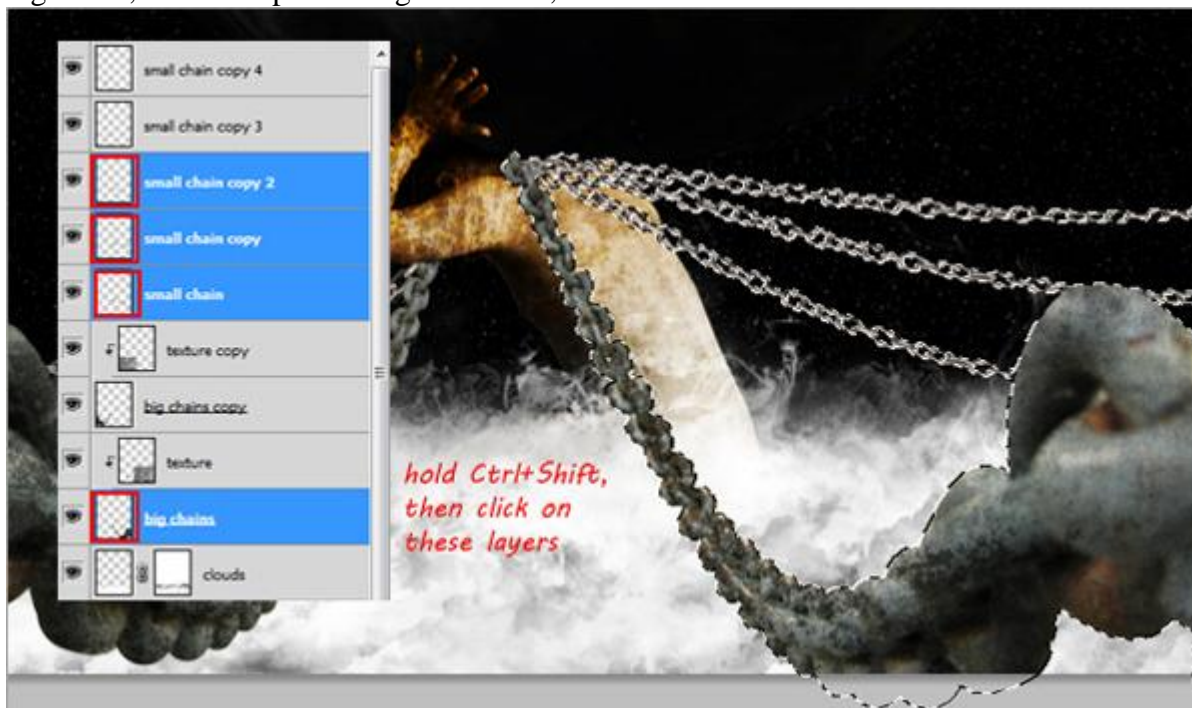 small chain copy 4
small chain copy 3
small chain copy 2
small chain copy
small chain
texture copy
big chains copy
texture
big chains
clouds
hold Ctrl+Shift,
then click on
these layers